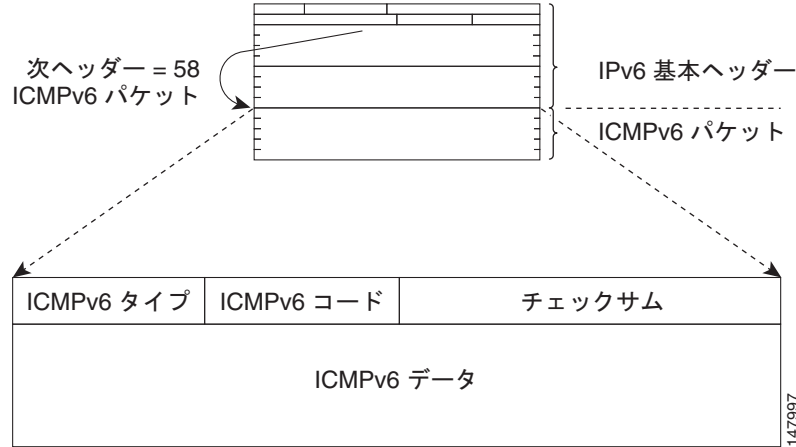 次ヘッダー = 58
ICMPv6 パケット
IPv6 基本ヘッダー
ICMPv6 パケット
ICMPv6 タイプ
ICMPv6 コード
チェックサム
ICMPv6 データ
147997